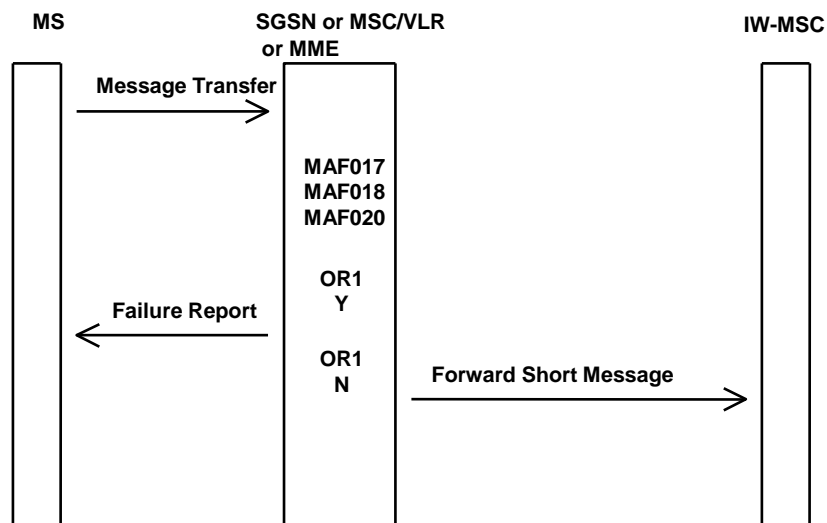 MS
SGSN or MSC/VLR
or MME
IW-MSC
Message Transfer
MAF017
MAF018
MAF020
OR1
Y
Failure Report
OR1
N
Forward Short Message